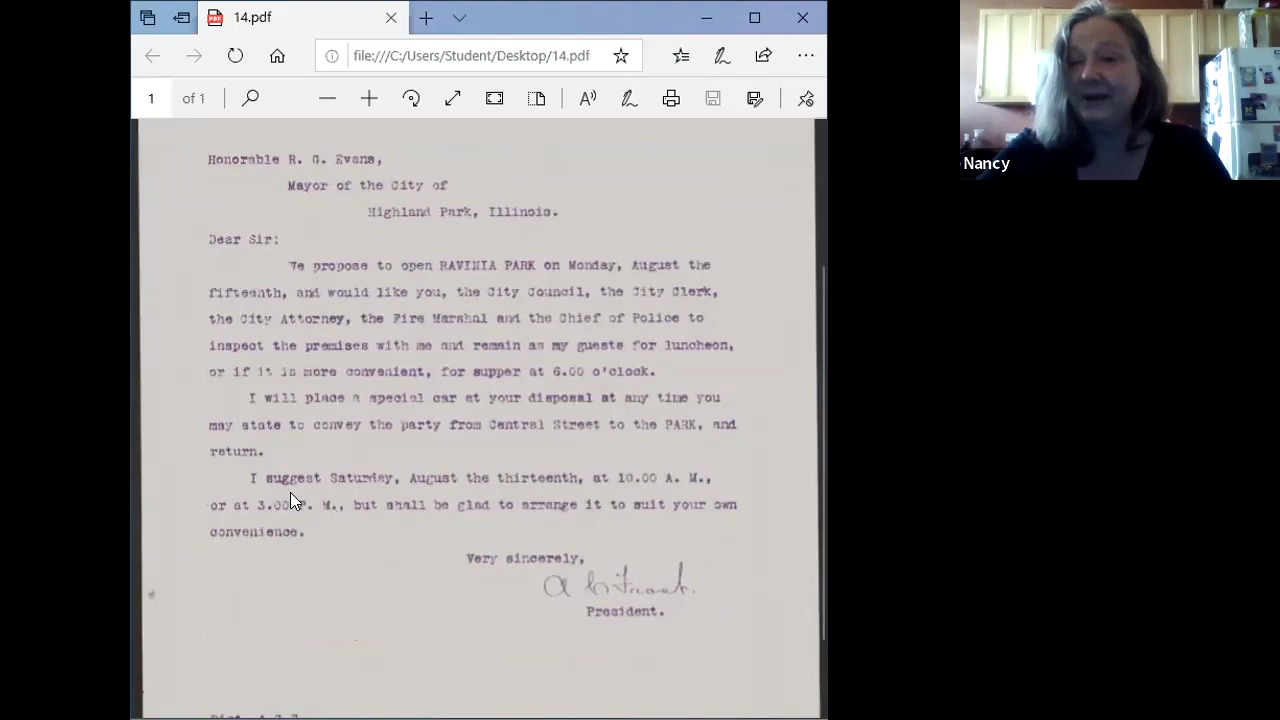 14.pdf
file:///C:/Users/Student/Desktop/14.pdf
1 of 1
Nancy
Honorable R. G. Evans,
Mayor of the City of
Highland Park, Illinois.
Dear Sir:
We propose to open RAVINIA PARK on Monday, August the
fifteenth, and would like you, the City Council, the City Clerk,
the City Attorney, the Fire Marshal and the Chief of Police to
inspect the premises with me and remain as my guests for luncheon,
or if it is more convenient, for supper at 6.00 o'clock.
I will place a special car at your disposal at any time you
may state to convey the party from Central Street to the PARK, and
return.
I suggest Saturday, August the thirteenth, at 10.00 A. M.,
or at 3.00 P. M., but shall be glad to arrange it to suit your own
convenience.
Very sincerely,
A C Frost.
President.